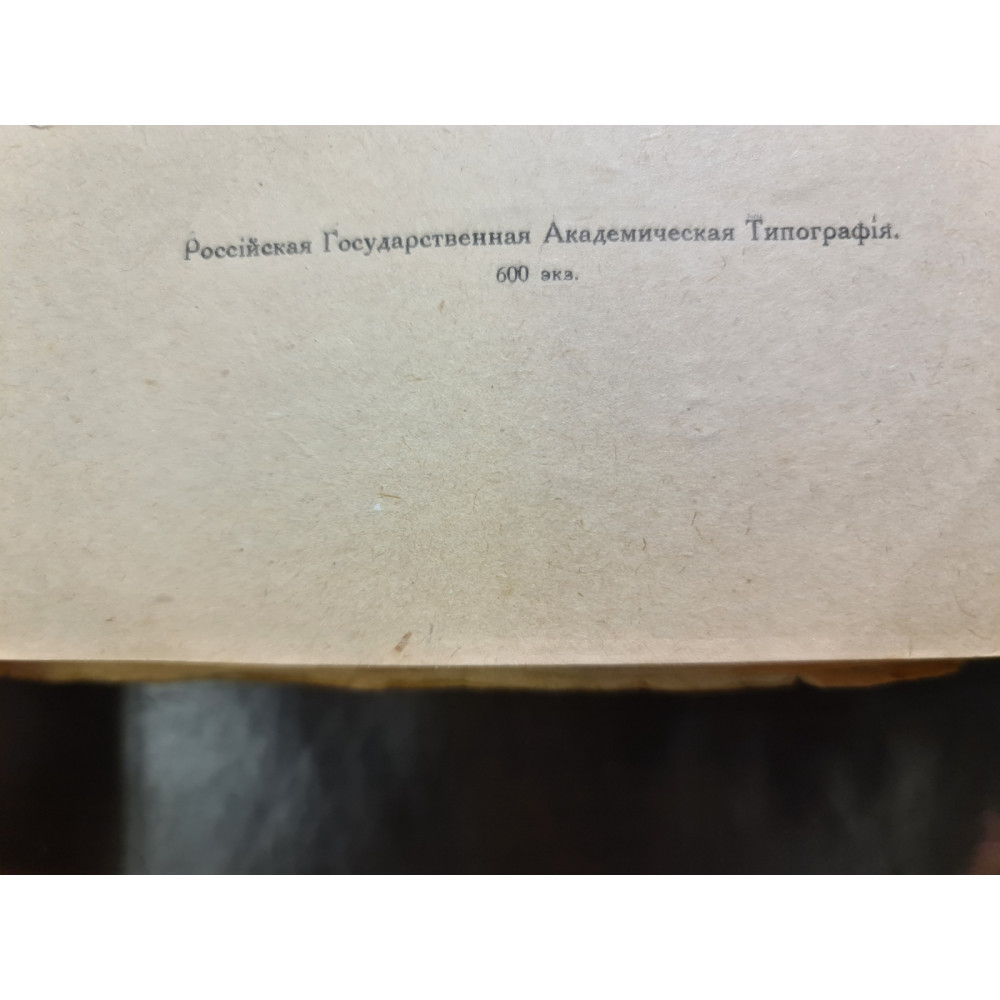 Россійская Государственная Академическая Типографія.
600 экз.